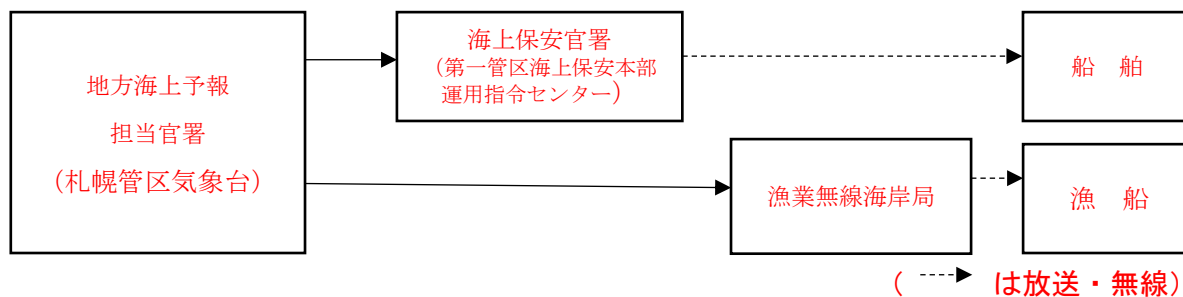 地方海上予報
担当官署
(札幌管区気象台)
海上保安官署
(第一管区海上保安本部
運用指令センター)
船　舶
漁業無線海岸局
漁　船
(　は放送・無線)